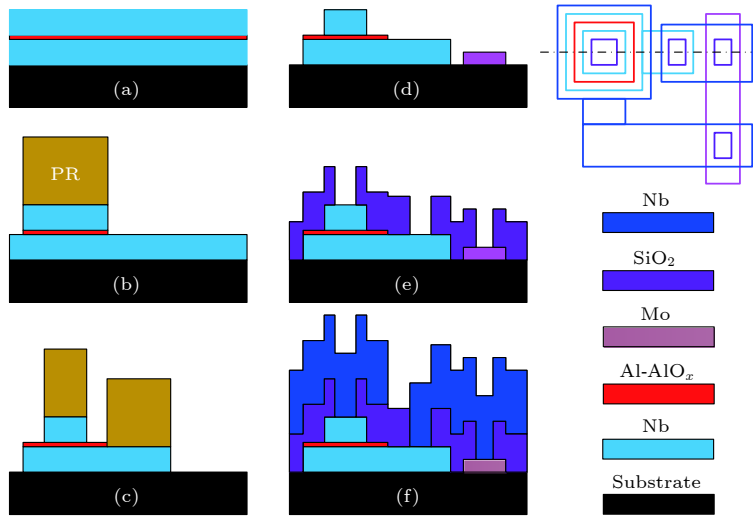 (a)
(d)
PR
(b)
(e)
(c)
(f)
Nb
SiO₂
Mo
Al-AlOₓ
Nb
Substrate